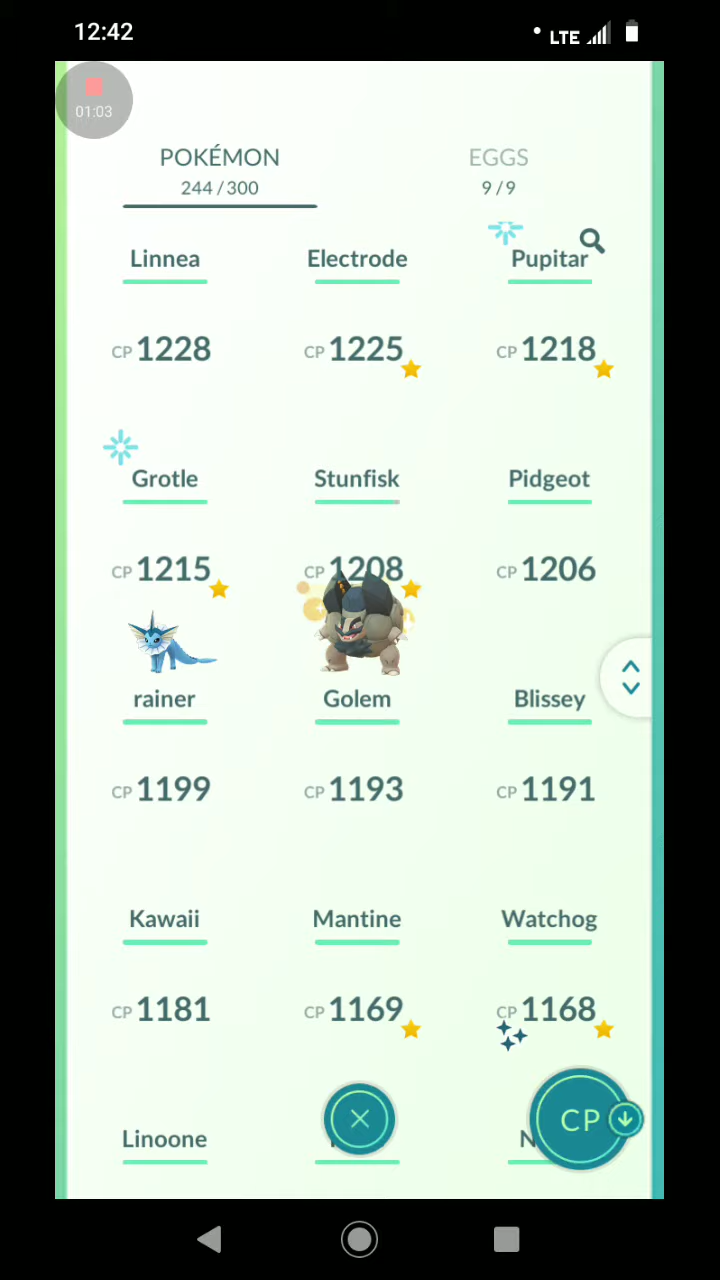 12:42
LTE
01:03
POKÉMON
EGGS
244 / 300
9 / 9
Linnea
Electrode
Pupitar
CP 1228
CP 1225
CP 1218
Grotle
Stunfisk
Pidgeot
CP 1215
CP 1208
CP 1206
rainer
Golem
Blissey
CP 1199
CP 1193
CP 1191
Kawaii
Mantine
Watchog
CP 1181
CP 1169
CP 1168
CP
Linoone